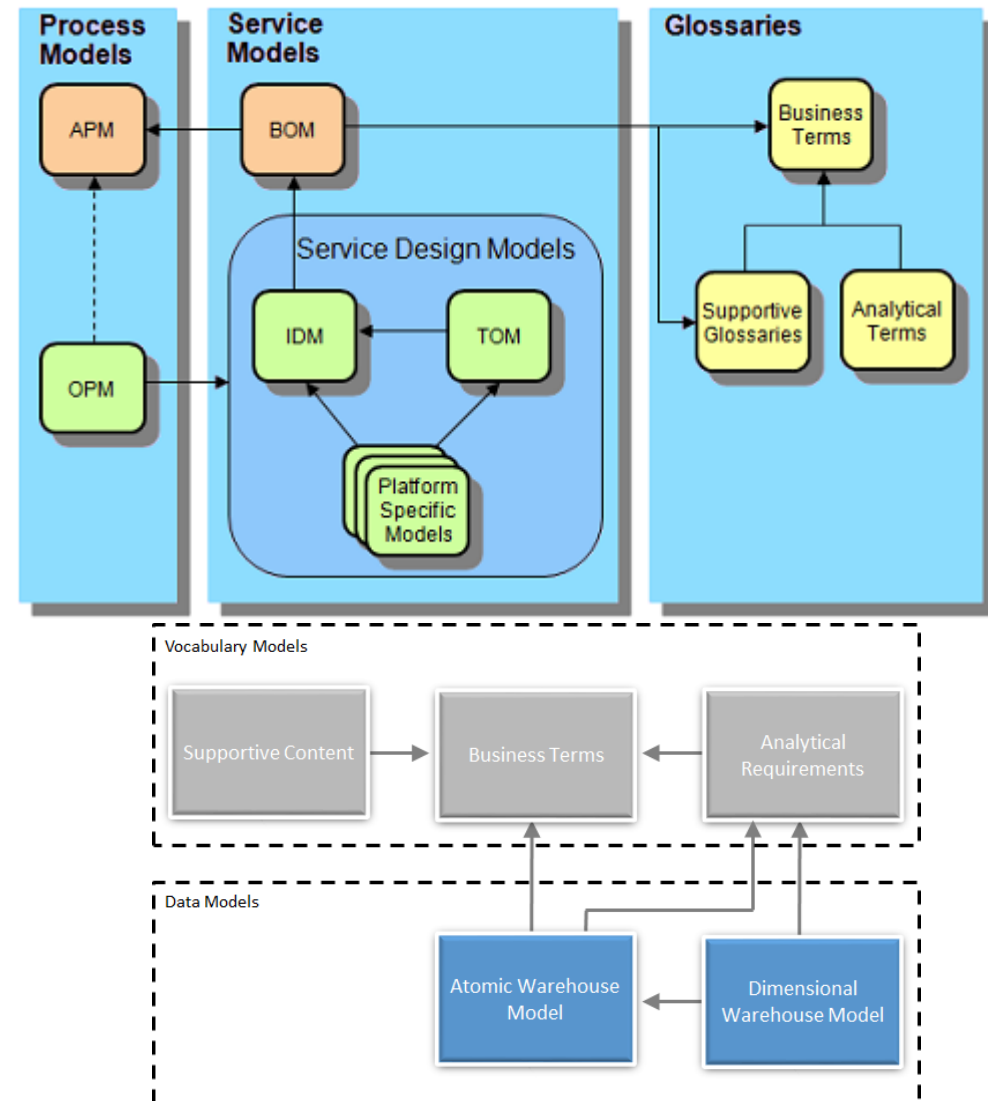 Process
Models
Service
Models
Glossaries
APM
BOM
Business
Terms
Service Design Models
IDM
TOM
Supportive
Glossaries
Analytical
Terms
OPM
Platform
Specific
Models
Vocabulary Models
Supportive Content
Business Terms
Analytical
Requirements
Data Models
Atomic Warehouse
Model
Dimensional
Warehouse Model